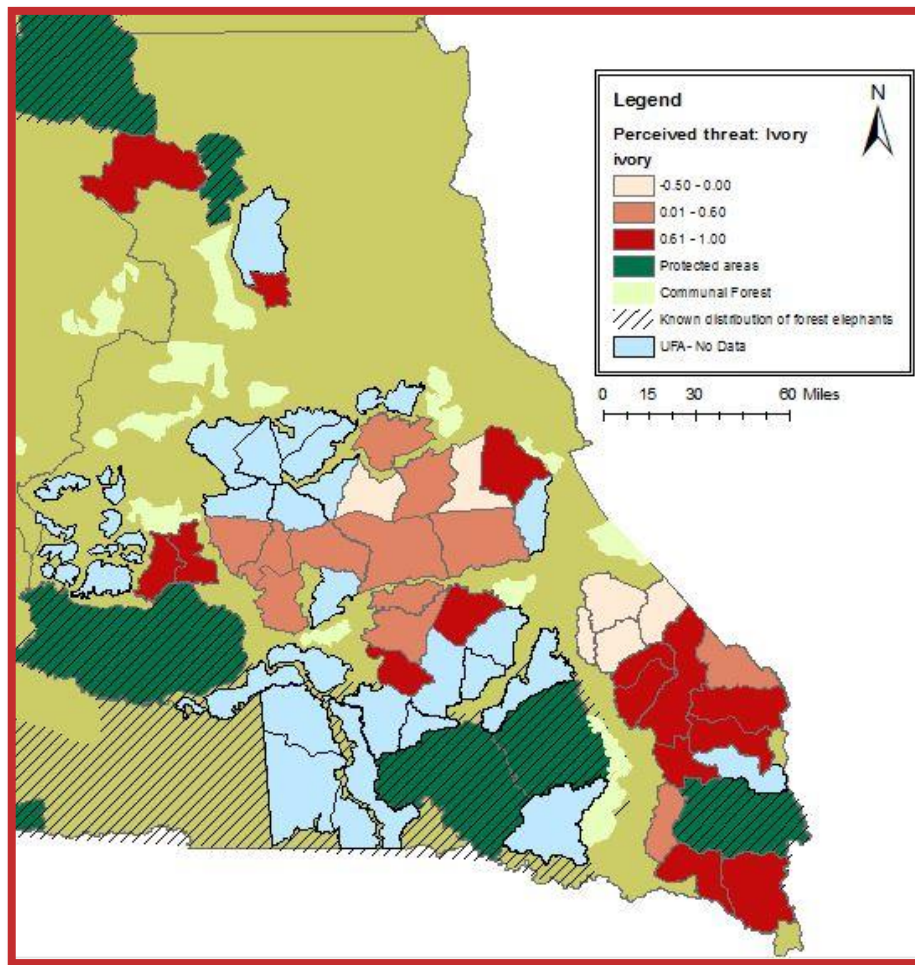 Legend
N
Perceived threat: Ivory
ivory
-0.50 - 0.00
0.01 - 0.60
0.61 - 1.00
Protected areas
Communal Forest
Known distribution of forest elephants
UFA- No Data
0 15 30 60 Miles